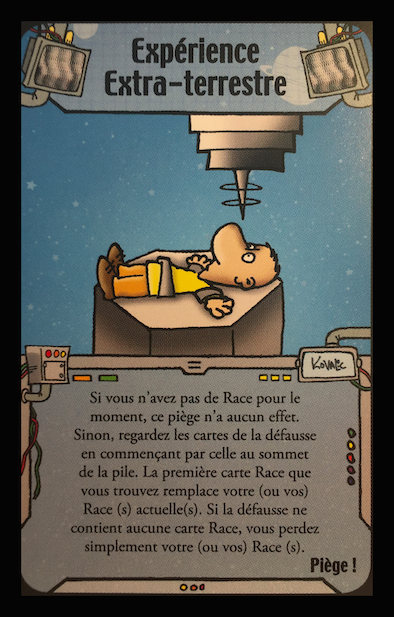 Expérience
Extra-terrestre
KOVALIC
Si vous n'avez pas de Race pour le
moment, ce piège n'a aucun effet.
Sinon, regardez les cartes de la défausse
en commençant par celle au sommet
de la pile. La première carte Race que
vous trouvez remplace votre (ou vos)
Race (s) actuelle(s). Si la défausse ne
contient aucune carte Race, vous perdez
simplement votre (ou vos) Race (s).
Piège !